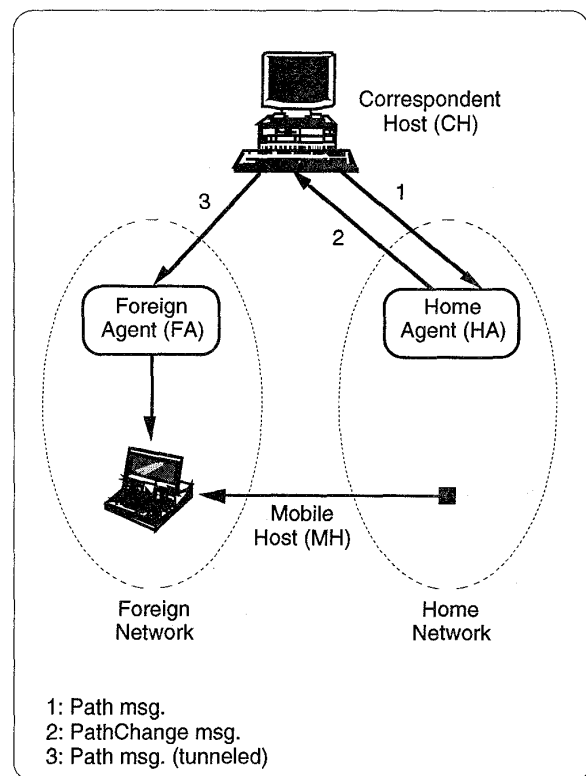 Correspondent
Host (CH)
1
3
2
Foreign
Agent (FA)
Home
Agent (HA)
Mobile
Host (MH)
Foreign
Network
Home
Network
1: Path msg.
2: PathChange msg.
3: Path msg. (tunneled)